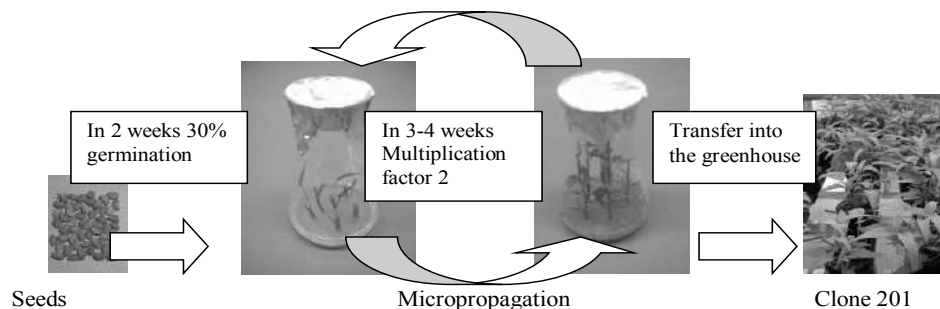 In 2 weeks 30%
germination
In 3-4 weeks
Multiplication
factor 2
Transfer into
the greenhouse
Seeds
Micropropagation
Clone 201